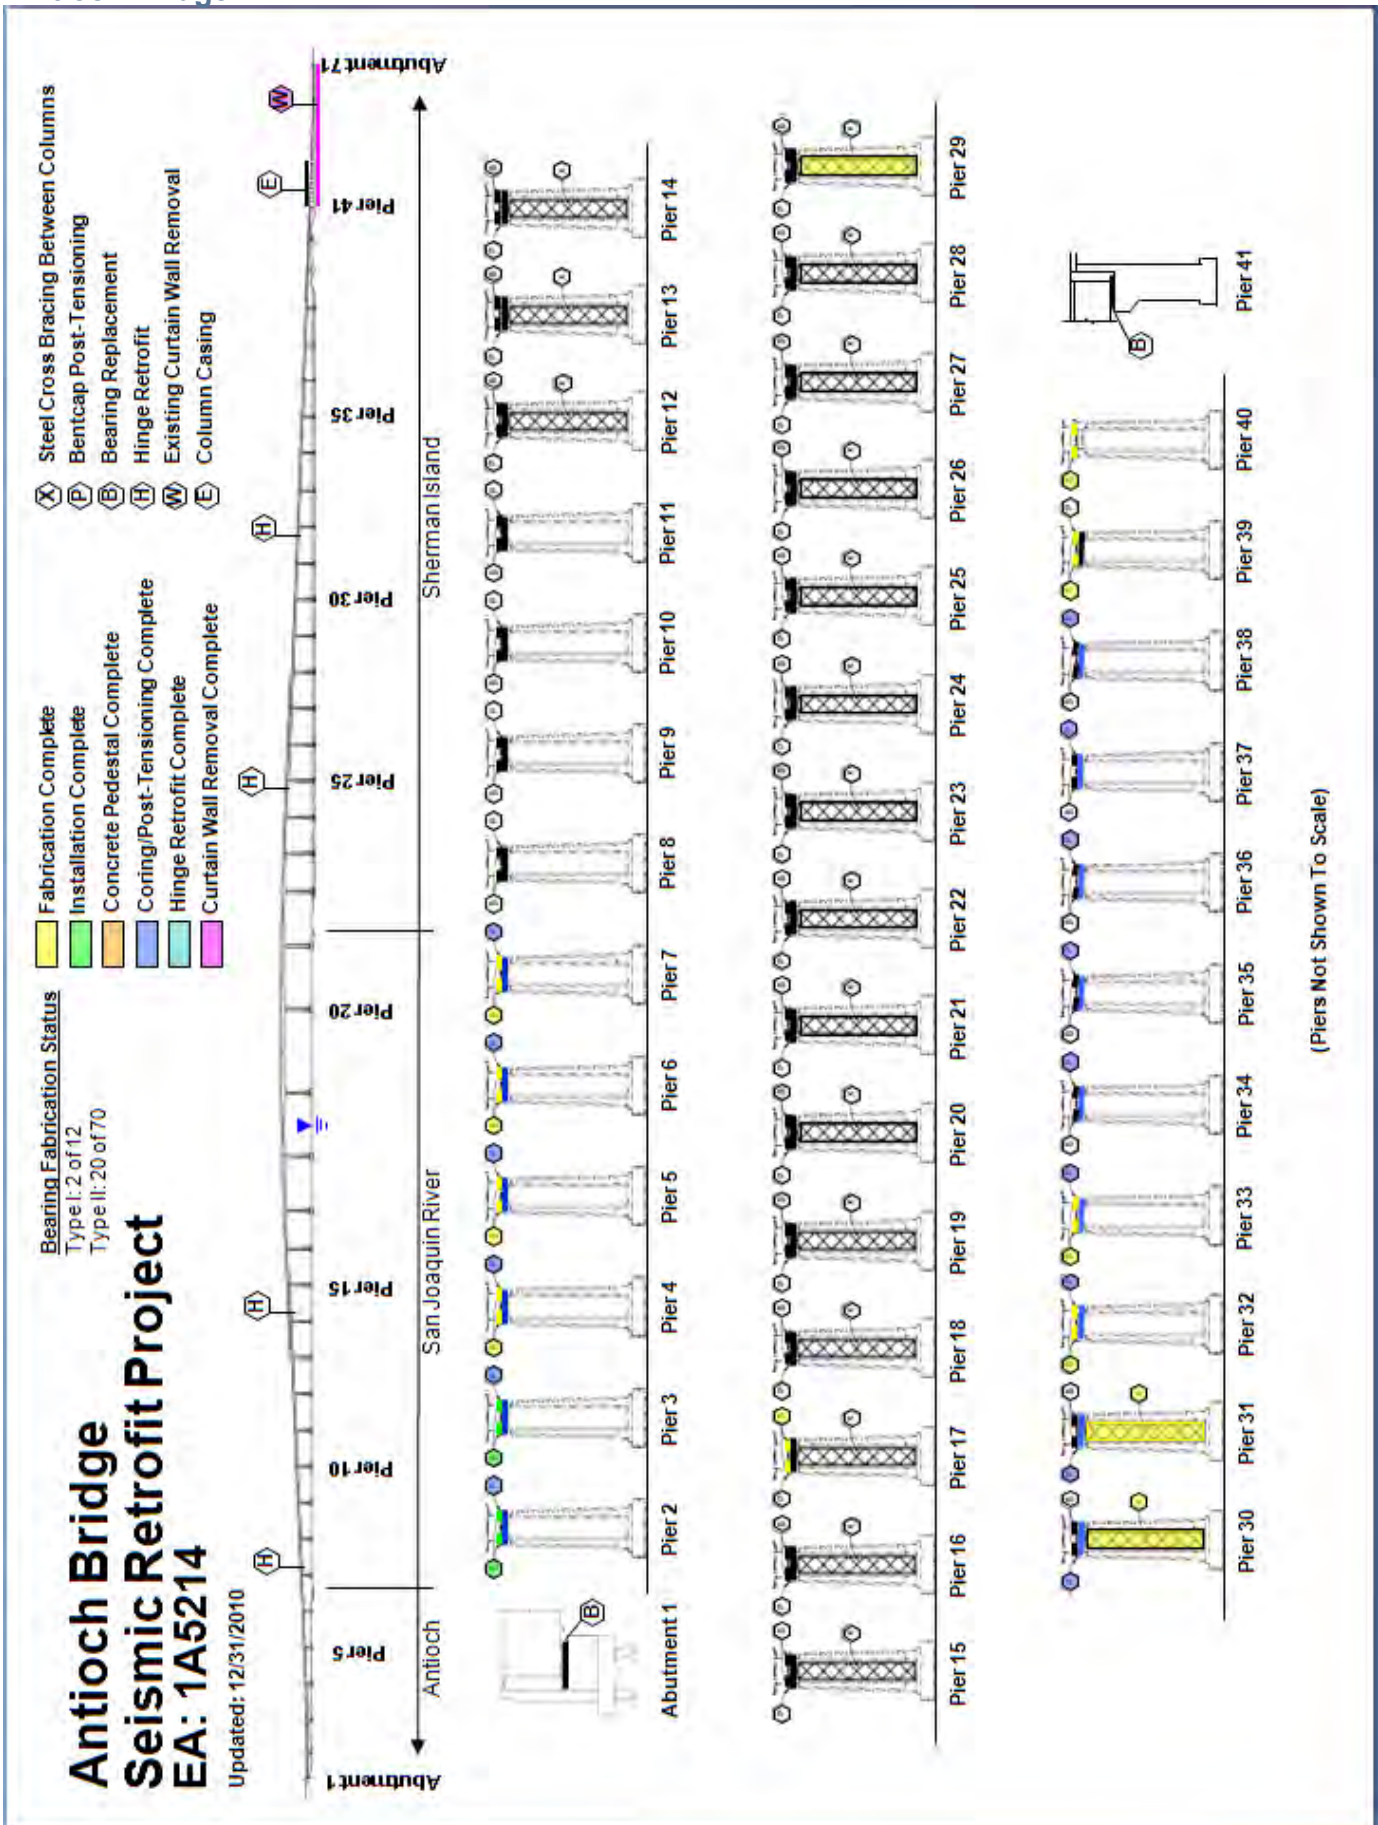 Antioch Bridge
Seismic Retrofit Project
EA: 1A5214
Updated: 12/31/2010
Bearing Fabrication Status
Type I: 2 of 12
Type II: 20 of 70
Fabrication Complete
Installation Complete
Concrete Pedestal Complete
Coring/Post-Tensioning Complete
Hinge Retrofit Complete
Curtain Wall Removal Complete
X Steel Cross Bracing Between Columns
P Bentcap Post-Tensioning
B Bearing Replacement
H Hinge Retrofit
W Existing Curtain Wall Removal
E Column Casing
H H H H E W
Abutment 1 Pier 5 Pier 10 Pier 15 Pier 20 Pier 25 Pier 30 Pier 35 Pier 41 Abutment 71
Antioch San Joaquin River Sherman Island
B
Abutment 1 Pier 2 Pier 3 Pier 4 Pier 5 Pier 6 Pier 7 Pier 8 Pier 9 Pier 10 Pier 11 Pier 12 Pier 13 Pier 14
Pier 15 Pier 16 Pier 17 Pier 18 Pier 19 Pier 20 Pier 21 Pier 22 Pier 23 Pier 24 Pier 25 Pier 26 Pier 27 Pier 28 Pier 29
B
Pier 30 Pier 31 Pier 32 Pier 33 Pier 34 Pier 35 Pier 36 Pier 37 Pier 38 Pier 39 Pier 40 Pier 41
(Piers Not Shown To Scale)